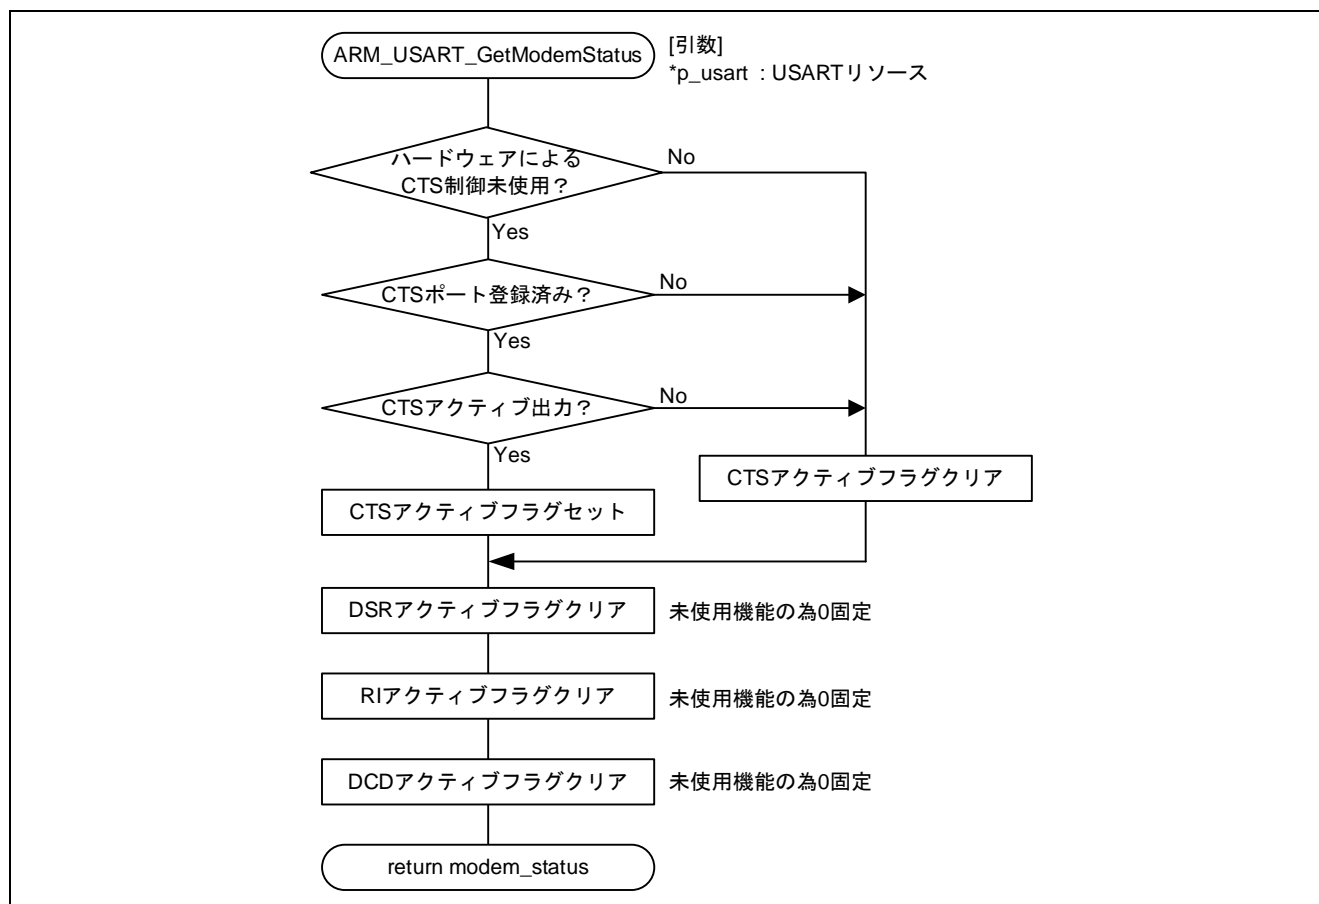 ARM_USART_GetModemStatus
[引数]
*p_usart : USARTリソース
ハードウェアによる
CTS制御未使用？
No
Yes
CTSポート登録済み？
No
Yes
CTSアクティブ出力？
No
Yes
CTSアクティブフラグクリア
CTSアクティブフラグセット
DSRアクティブフラグクリア
未使用機能の為0固定
RIアクティブフラグクリア
未使用機能の為0固定
DCDアクティブフラグクリア
未使用機能の為0固定
return modem_status